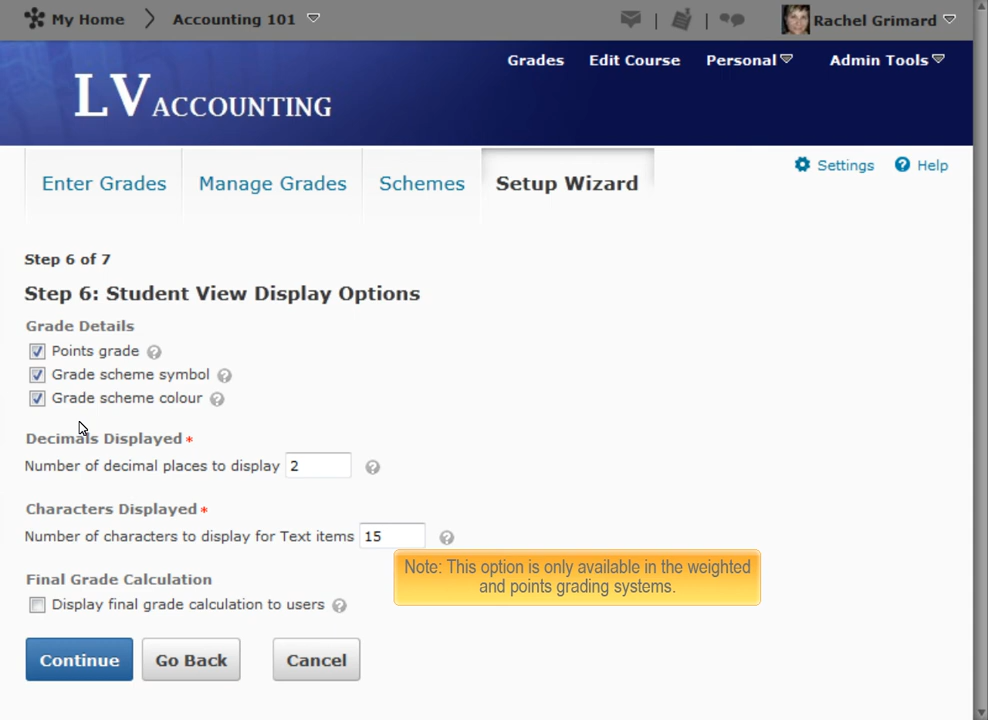 My Home
Accounting 101
Rachel Grimard
Grades Edit Course Personal Admin Tools
LV ACCOUNTING
Enter Grades Manage Grades Schemes Setup Wizard
Settings Help
Step 6 of 7
Step 6: Student View Display Options
Grade Details
Points grade
Grade scheme symbol
Grade scheme colour
Decimals Displayed *
Number of decimal places to display 2
Characters Displayed *
Number of characters to display for Text items 15
Note: This option is only available in the weighted
and points grading systems.
Final Grade Calculation
Display final grade calculation to users
Continue Go Back Cancel